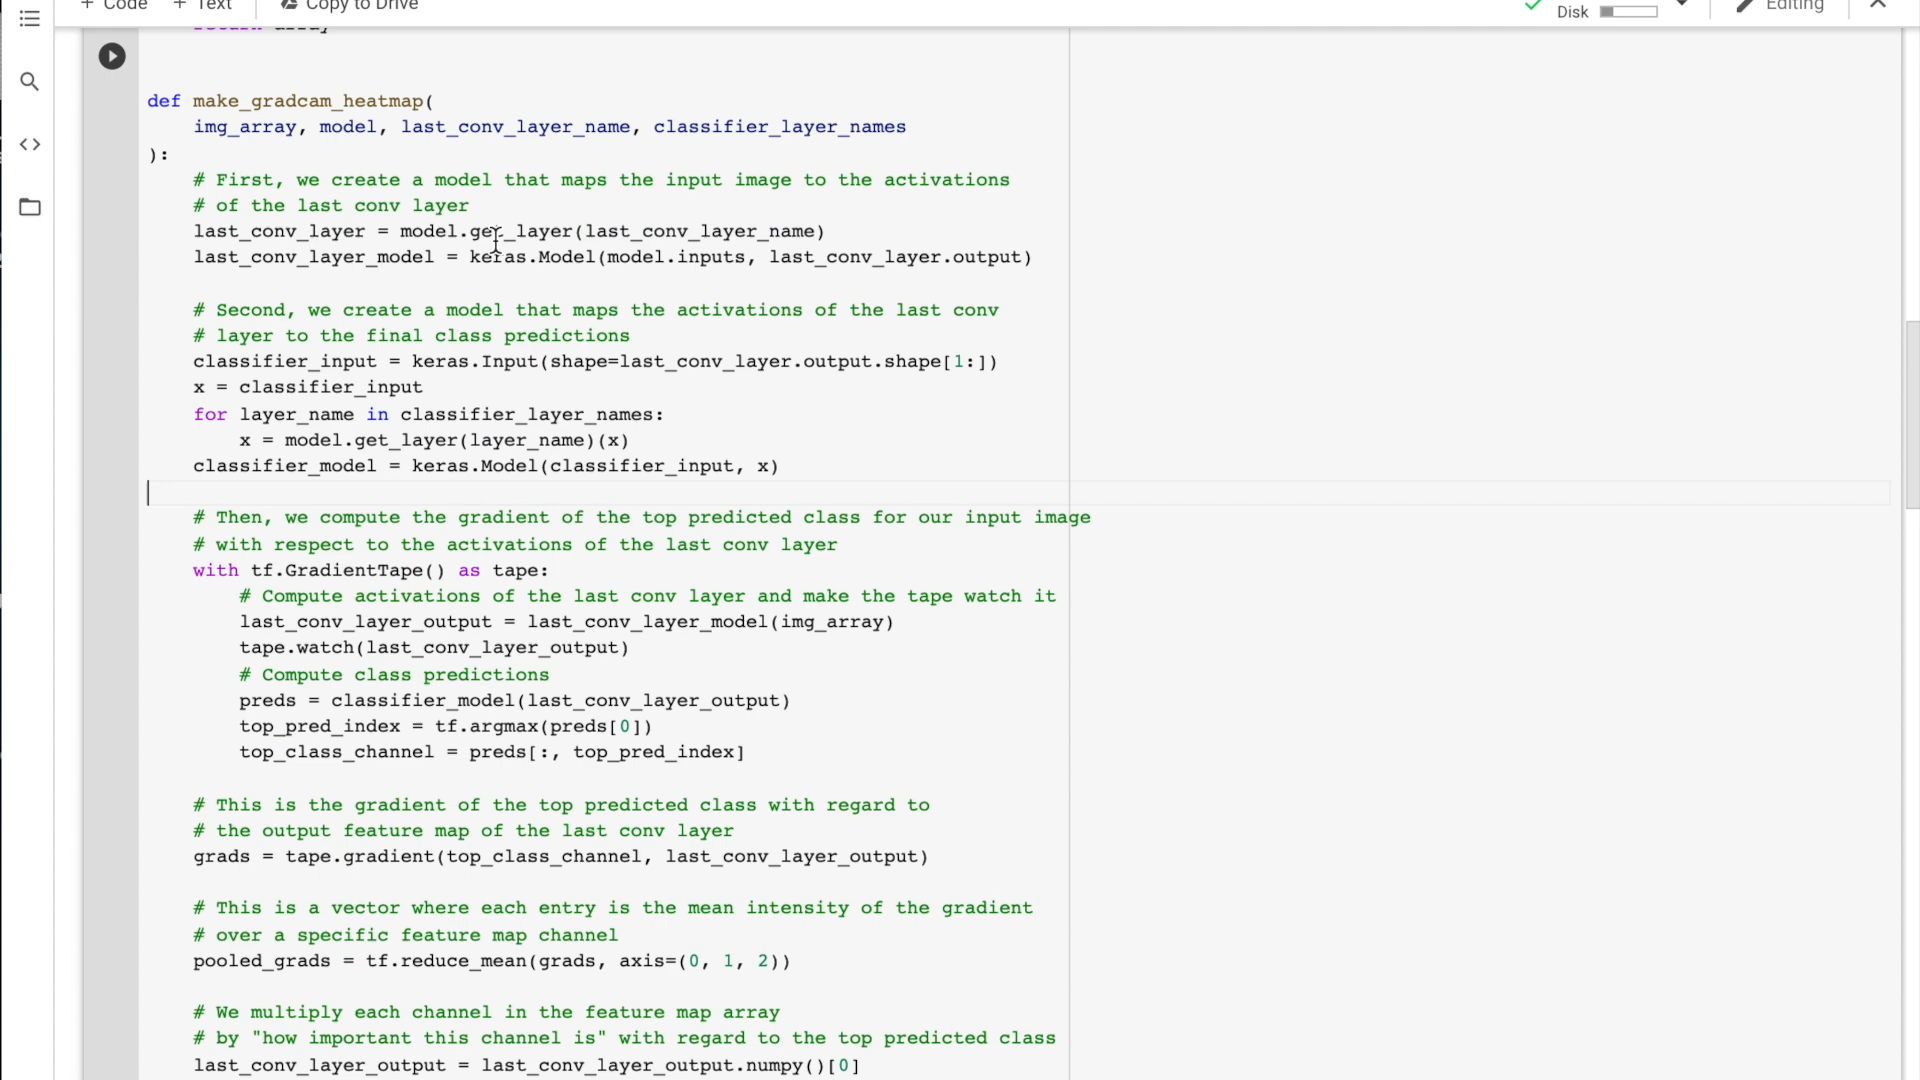 + Code + Text Copy to Drive
Disk Editing
return array
def make_gradcam_heatmap(
    img_array, model, last_conv_layer_name, classifier_layer_names
):
    # First, we create a model that maps the input image to the activations
    # of the last conv layer
    last_conv_layer = model.get_layer(last_conv_layer_name)
    last_conv_layer_model = keras.Model(model.inputs, last_conv_layer.output)
    # Second, we create a model that maps the activations of the last conv
    # layer to the final class predictions
    classifier_input = keras.Input(shape=last_conv_layer.output.shape[1:])
    x = classifier_input
    for layer_name in classifier_layer_names:
        x = model.get_layer(layer_name)(x)
    classifier_model = keras.Model(classifier_input, x)
    # Then, we compute the gradient of the top predicted class for our input image
    # with respect to the activations of the last conv layer
    with tf.GradientTape() as tape:
        # Compute activations of the last conv layer and make the tape watch it
        last_conv_layer_output = last_conv_layer_model(img_array)
        tape.watch(last_conv_layer_output)
        # Compute class predictions
        preds = classifier_model(last_conv_layer_output)
        top_pred_index = tf.argmax(preds[0])
        top_class_channel = preds[:, top_pred_index]
    # This is the gradient of the top predicted class with regard to
    # the output feature map of the last conv layer
    grads = tape.gradient(top_class_channel, last_conv_layer_output)
    # This is a vector where each entry is the mean intensity of the gradient
    # over a specific feature map channel
    pooled_grads = tf.reduce_mean(grads, axis=(0, 1, 2))
    # We multiply each channel in the feature map array
    # by "how important this channel is" with regard to the top predicted class
    last_conv_layer_output = last_conv_layer_output.numpy()[0]